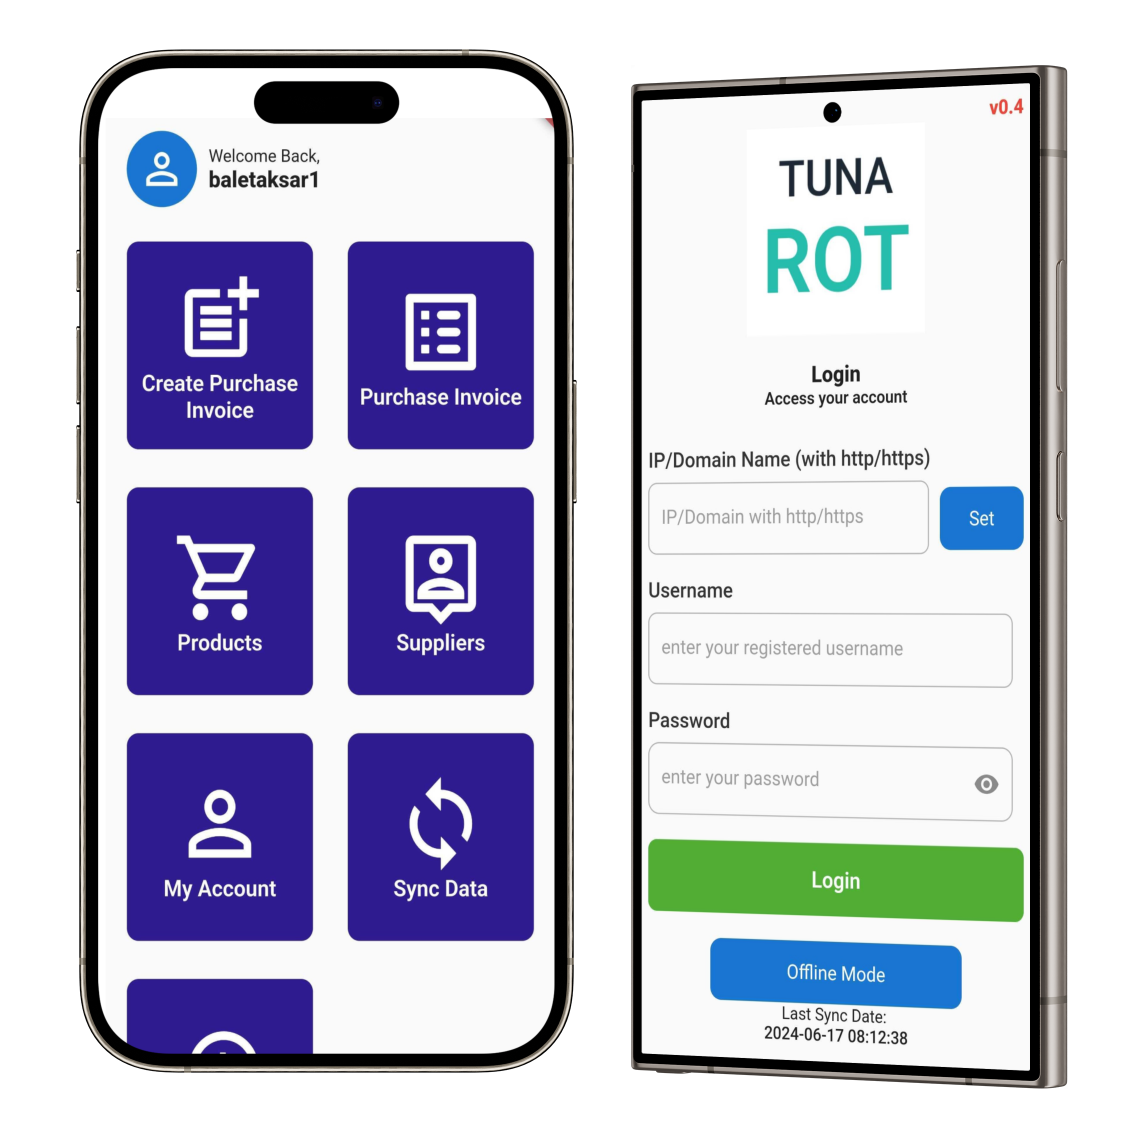 Welcome Back,
baletaksar1
Create Purchase
Invoice
Purchase Invoice
Products
Suppliers
My Account
Sync Data
v0.4
TUNA
ROT
Login
Access your account
IP/Domain Name (with http/https)
IP/Domain with http/https
Set
Username
enter your registered username
Password
enter your password
Login
Offline Mode
Last Sync Date:
2024-06-17 08:12:38